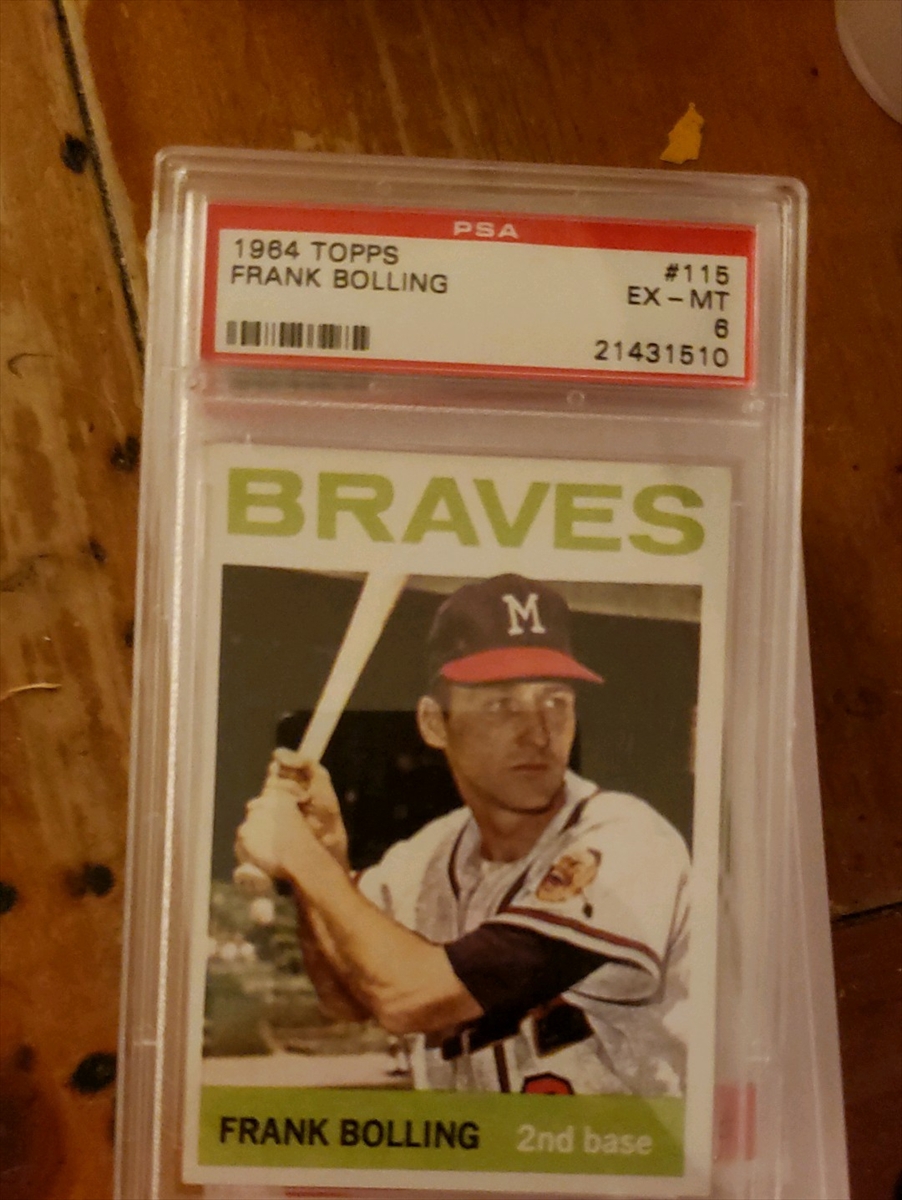 PSA
1964 TOPPS
FRANK BOLLING
#115
EX - MT
6
21431510
BRAVES
M
FRANK BOLLING 2nd base